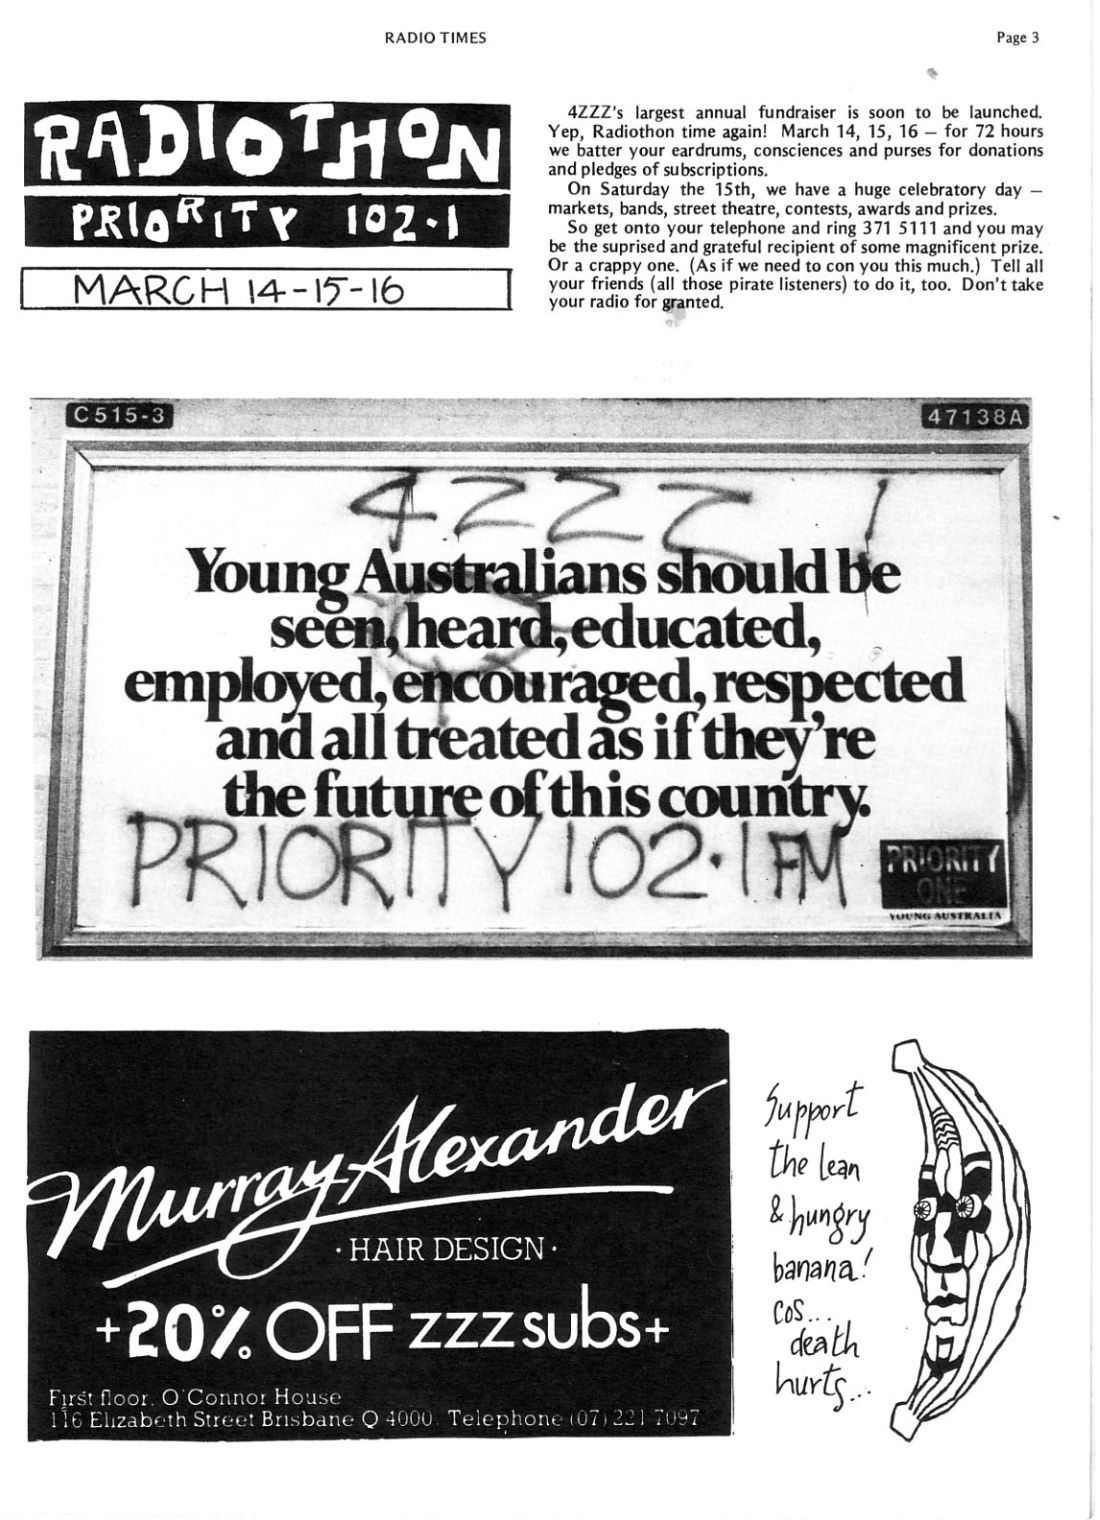 RADIO TIMES
Page 3
RADIOTHON
PRIORITY 102·1
MARCH 14-15-16
4ZZZ's largest annual fundraiser is soon to be launched.
Yep, Radiothon time again! March 14, 15, 16 — for 72 hours
we batter your eardrums, consciences and purses for donations
and pledges of subscriptions.
On Saturday the 15th, we have a huge celebratory day —
markets, bands, street theatre, contests, awards and prizes.
So get onto your telephone and ring 371 5111 and you may
be the suprised and grateful recipient of some magnificent prize.
Or a crappy one. (As if we need to con you this much.) Tell all
your friends (all those pirate listeners) to do it, too. Don't take
your radio for granted.
C515-3
47138A
4ZZZ !
Young Australians should be
seen, heard, educated,
employed, encouraged, respected
and all treated as if they're
the future of this country.
PRIORITY 102·1 FM
PRIORITY
ONE
YOUNG AUSTRALIA
Murray Alexander
· HAIR DESIGN ·
+20% OFF ZZZ subs+
First floor, O'Connor House
116 Elizabeth Street Brisbane Q 4000. Telephone (07) 221 7097
Support
the lean
& hungry
banana!
cos...
death
hurts...